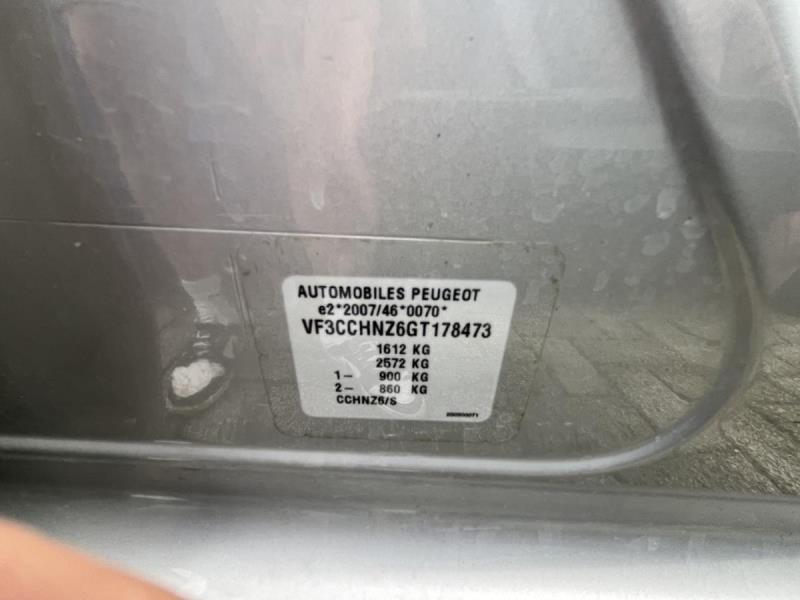 AUTOMOBILES PEUGEOT
e2*2007/46*0070*
VF3CCHNZ6GT178473
1612 KG
2572 KG
1- 900 KG
2- 860 KG
CCHNZ6/S